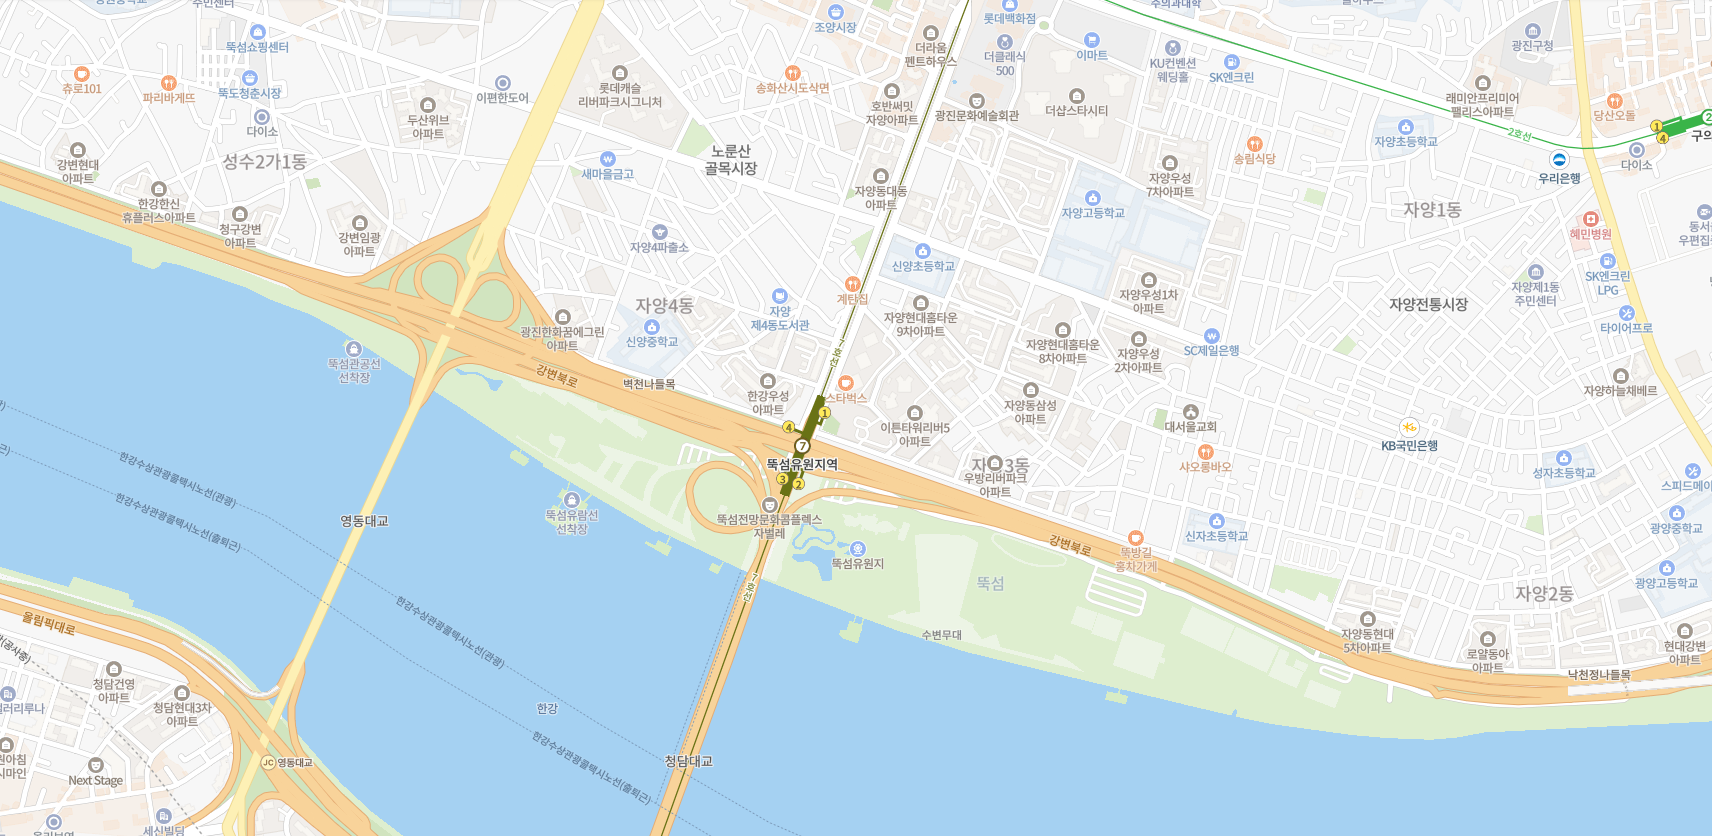 조양시장
롯데백화점
뚝섬쇼핑센터
더라움
펜트하우스
더클래식
500
이마트
KU컨벤션
웨딩홀
SK엔크린
광진구청
츄로101
파리바게뜨
뚝도청춘시장
이편한도어
롯데캐슬
리버파크시그니처
송화산시도삭면
호반써밋
자양아파트
광진문화예술회관
더샵스타시티
래미안프리미어
팰리스아파트
당산오돌
두산위브
아파트
다이소
2호선
1
4
2
구의
강변현대
아파트
성수2가1동
노룬산
골목시장
새마을금고
송림식당
자양초등학교
다이소
우리은행
자양우성
7차아파트
한강한신
휴플러스아파트
자양동대동
아파트
자양고등학교
자양1동
청구강변
아파트
강변임광
아파트
자양4파출소
혜민병원
신양초등학교
계탄집
자양우성1차
아파트
자양제1동
주민센터
SK엔크린
LPG
자양4동
자양
제4동도서관
자양현대홈타운
9차아파트
자양전통시장
광진한화꿈에그린
아파트
신양중학교
7호선
자양현대홈타운
8차아파트
자양우성
2차아파트
SC제일은행
타이어프로
뚝섬관공선
선착장
강변북로
벽천나들목
한강우성
아파트
스타벅스
자양동삼성
아파트
자양하늘채베르
1
4
7
이튼타워리버5
아파트
대서울교회
KB국민은행
뚝섬유원지역
3
2
우방리버파크
아파트
샤오롱바오
성자초등학교
한강수상관광콜택시노선(관광)
한강수상관광콜택시노선(출퇴근)
영동대교
뚝섬유람선
선착장
뚝섬전망문화콤플렉스
자벌레
신자초등학교
광양중학교
강변북로
뚝방길
홍차가게
뚝섬유원지
7호선
뚝섬
광양고등학교
자양2동
한강수상관광콜택시노선(관광)
올림픽대로
수변무대
자양동현대
5차아파트
로얄동아
아파트
현대강변
아파트
낙천정나들목
청담건영
아파트
청담현대3차
아파트
한강
한강수상관광콜택시노선(출퇴근)
청담대교
JC
영동대교
Next Stage
세신빌딩